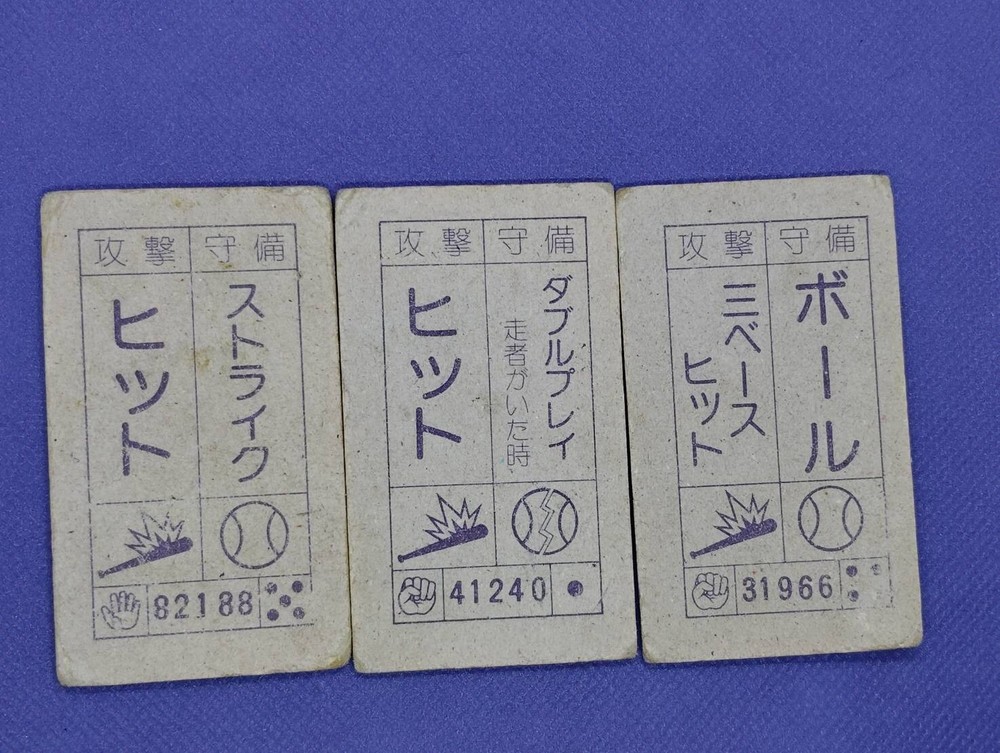 攻撃 守備
ヒット
ストライク
82188
攻撃 守備
ヒット
ダブルプレイ
走者がいた時
41240
攻撃 守備
三ベース
ヒット
ボール
31966